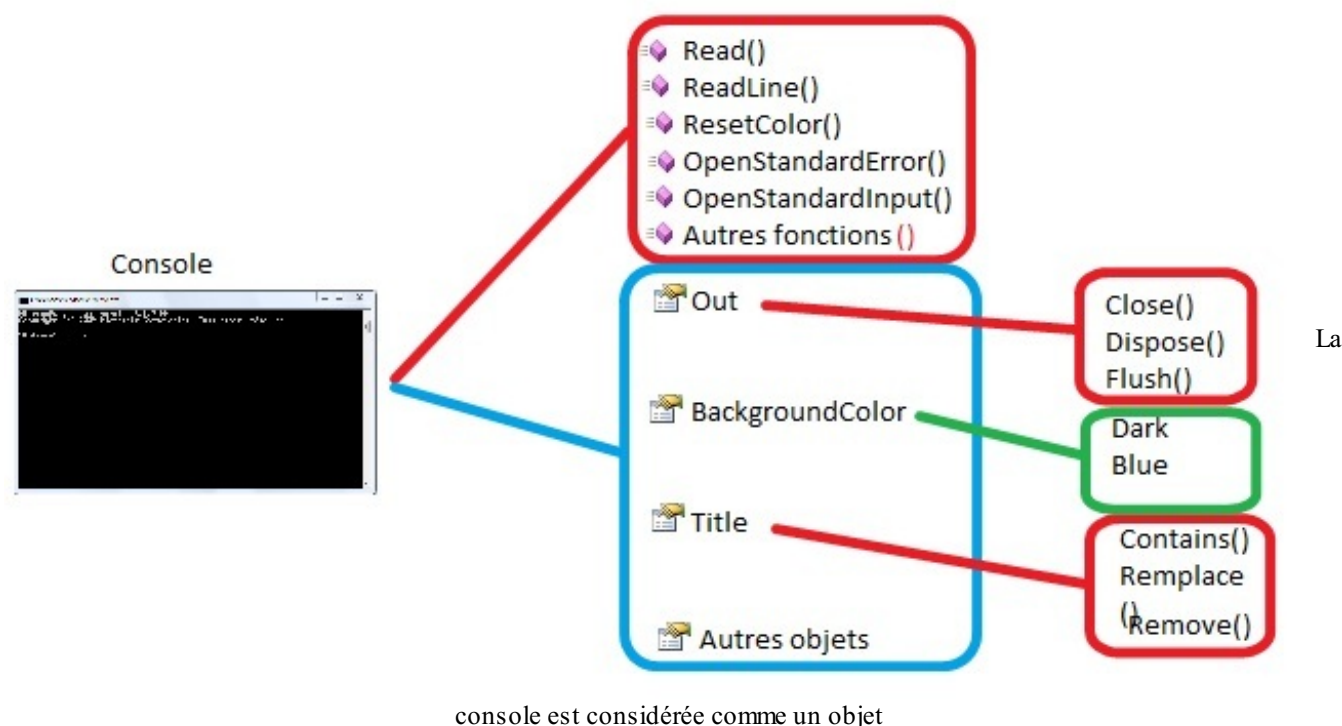 Read()
ReadLine()
ResetColor()
OpenStandardError()
OpenStandardInput()
Autres fonctions ()
Console
Out
BackgroundColor
Title
Autres objets
Close()
Dispose()
Flush()
Dark
Blue
Contains()
Remplace
()
Remove()
La
console est considérée comme un objet